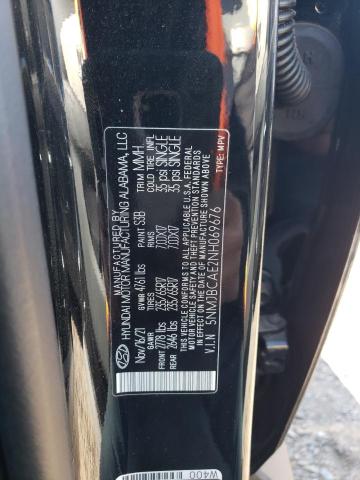 MANUFACTURED BY
HYUNDAI MOTOR MANUFACTURING ALABAMA, LLC
Nov/16/21 GVWR 4761 lbs PAINT S3B TRIM MMH
GAWR TIRES RIMS COLD TIRE INFL
FRONT 2778 lbs 235/65R17 7.0JX17 35 psi SINGLE
REAR 2646 lbs 235/65R17 7.0JX17 35 psi SINGLE
THIS VEHICLE CONFORMS TO ALL APPLICABLE U.S.A. FEDERAL
MOTOR VEHICLE SAFETY AND THEFT PREVENTION STANDARDS
IN EFFECT ON THE DATE OF MANUFACTURE SHOWN ABOVE.
V.I.N 5NMJBCAE2NH069676 TYPE: MPV
W400